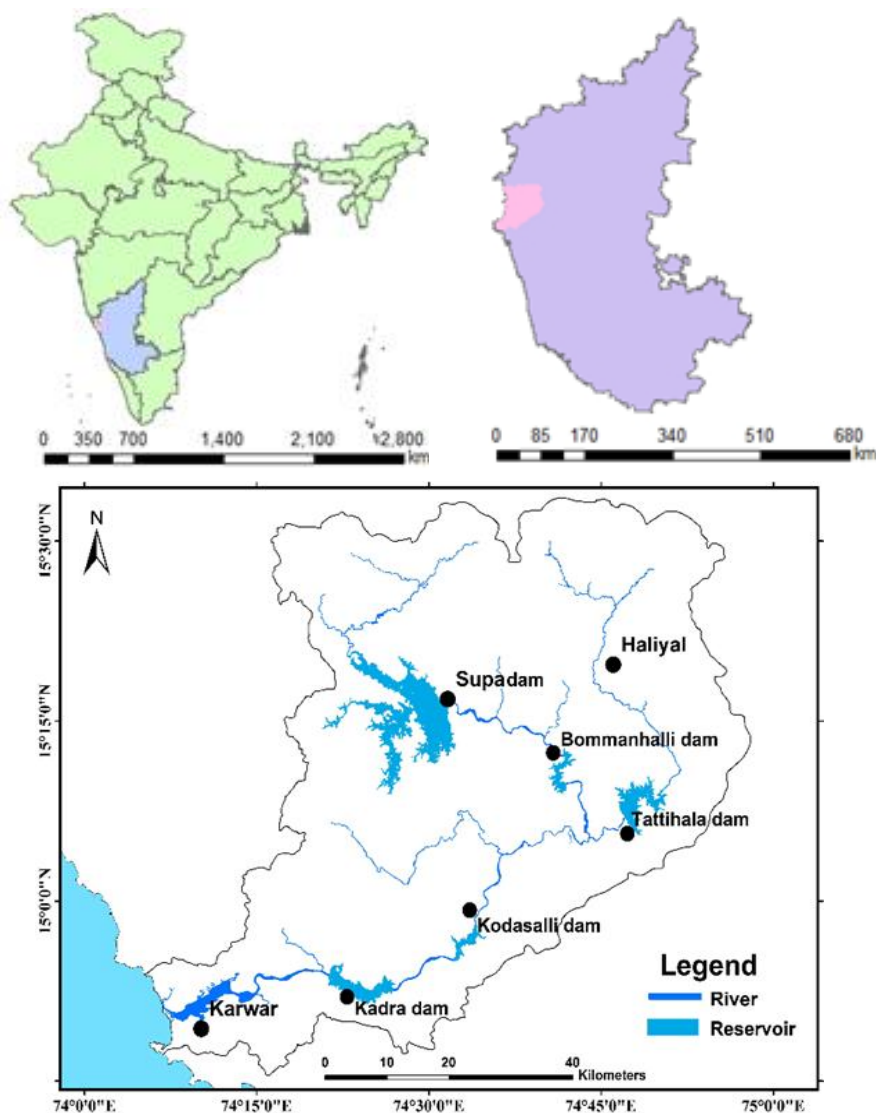 0 350 700 1,400 2,100 2,800
km
0 85 170 340 510 680
km
N
15°30'0"N
15°15'0"N
15°0'0"N
Haliyal
Supadam
Bommanhalli dam
Tattihala dam
Kodasalli dam
Kadra dam
Karwar
Legend
River
Reservoir
0 10 20 40
Kilometers
74°0'0"E 74°15'0"E 74°30'0"E 74°45'0"E 75°0'0"E